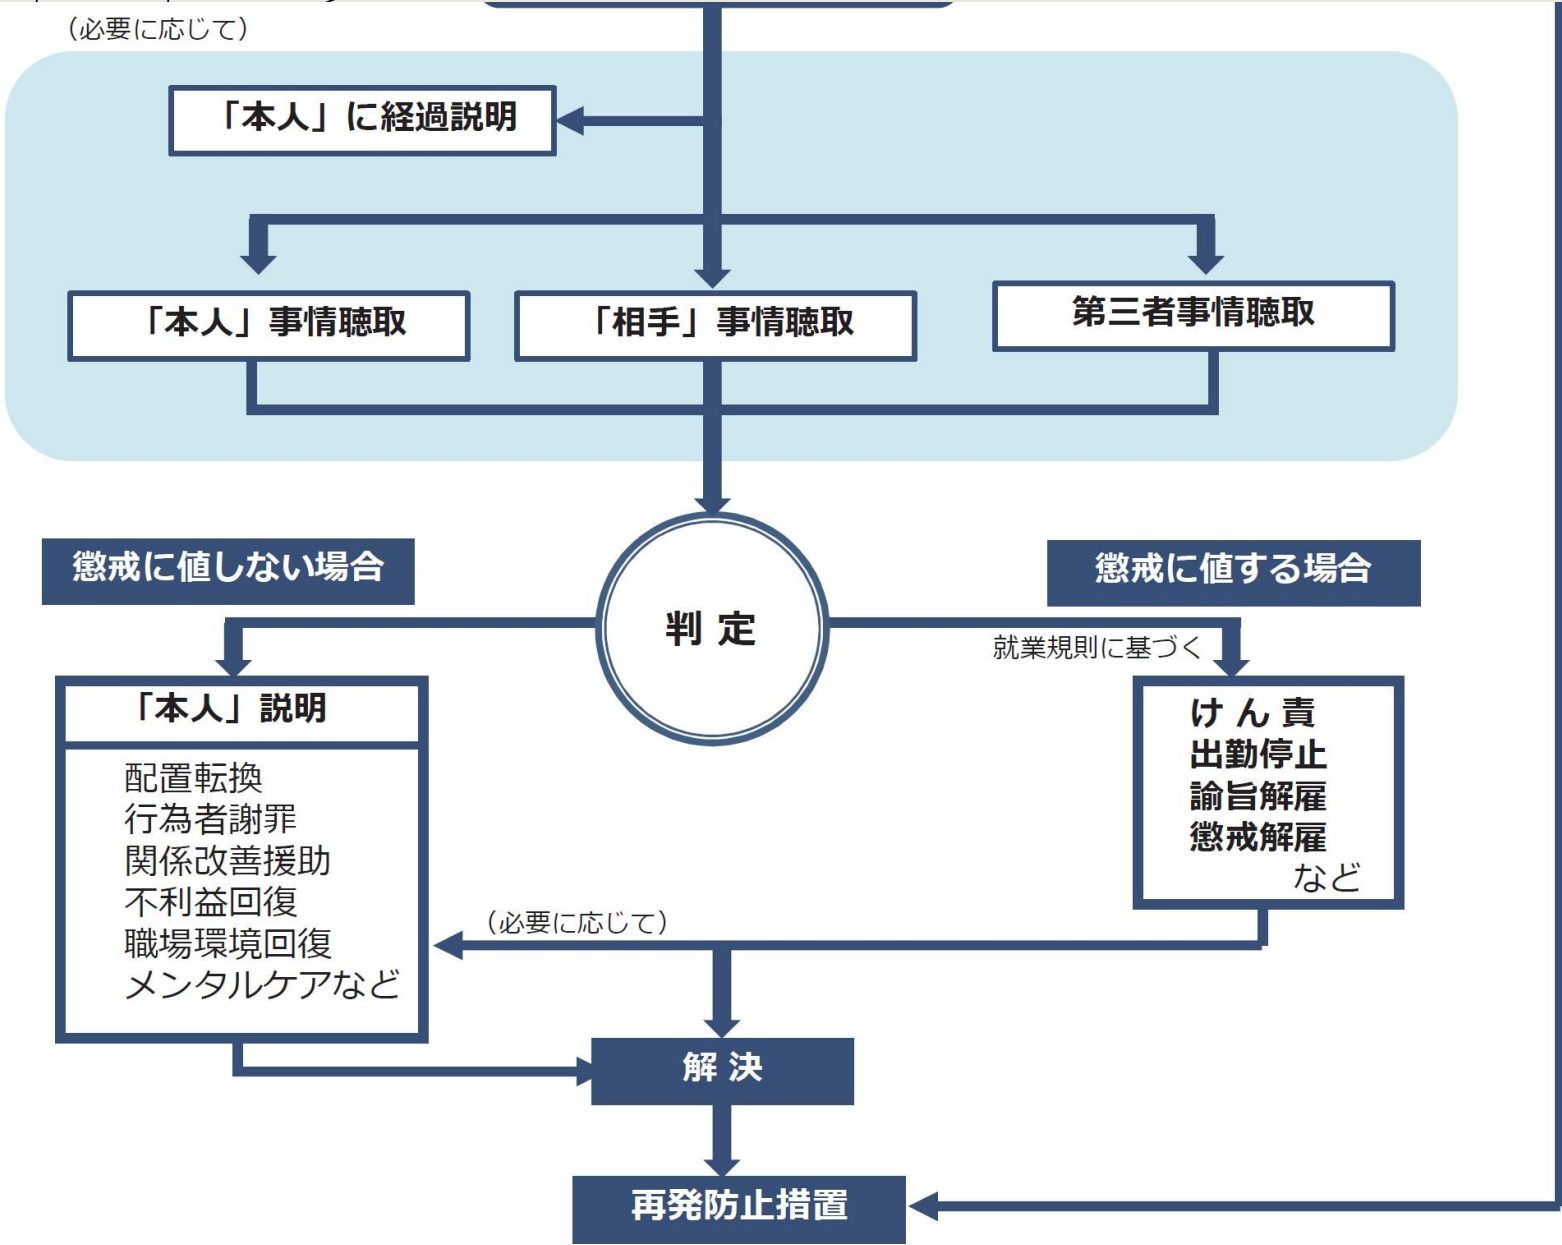 （必要に応じて）
「本人」に経過説明
「本人」事情聴取
「相手」事情聴取
第三者事情聴取
懲戒に値しない場合
懲戒に値する場合
判 定
就業規則に基づく
「本人」説明
配置転換
行為者謝罪
関係改善援助
不利益回復
職場環境回復
メンタルケアなど
け ん 責
出勤停止
諭旨解雇
懲戒解雇
など
（必要に応じて）
解 決
再発防止措置